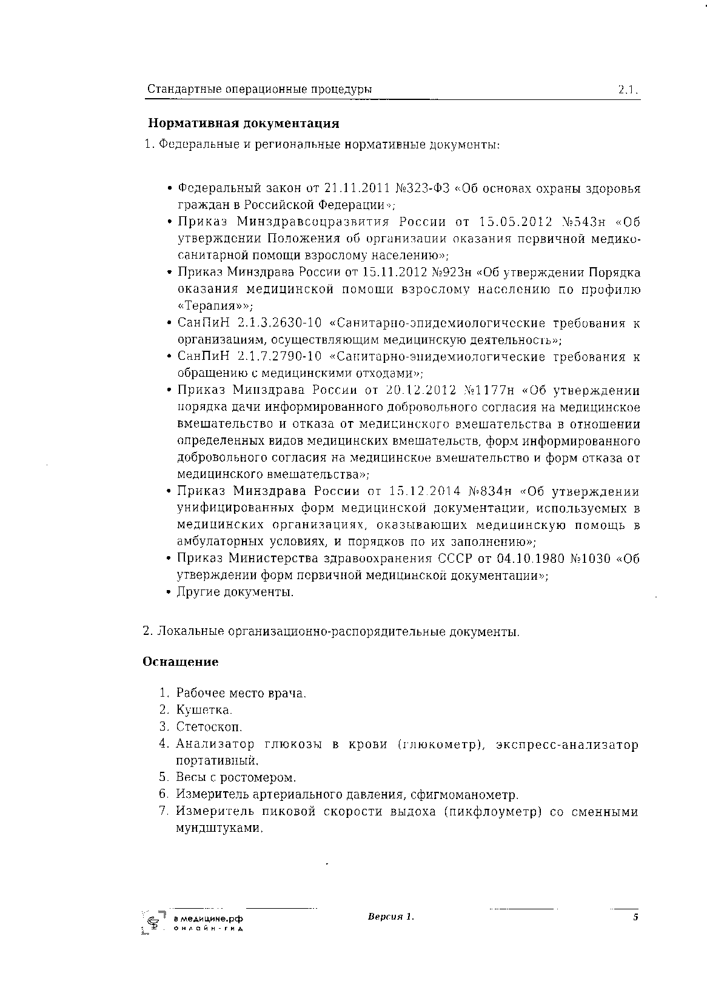 Стандартные операционные процедуры 2.1.
Нормативная документация
1. Федеральные и региональные нормативные документы:
• Федеральный закон от 21.11.2011 №323-ФЗ «Об основах охраны здоровья
граждан в Российской Федерации»;
• Приказ Минздравсоцразвития России от 15.05.2012 №543н «Об
утверждении Положения об организации оказания первичной медико-
санитарной помощи взрослому населению»;
• Приказ Минздрава России от 15.11.2012 №923н «Об утверждении Порядка
оказания медицинской помощи взрослому населению по профилю
«Терапия»»;
• СанПиН 2.1.3.2630-10 «Санитарно-эпидемиологические требования к
организациям, осуществляющим медицинскую деятельность»;
• СанПиН 2.1.7.2790-10 «Санитарно-эпидемиологические требования к
обращению с медицинскими отходами»;
• Приказ Минздрава России от 20.12.2012 №1177н «Об утверждении
порядка дачи информированного добровольного согласия на медицинское
вмешательство и отказа от медицинского вмешательства в отношении
определенных видов медицинских вмешательств, форм информированного
добровольного согласия на медицинское вмешательство и форм отказа от
медицинского вмешательства»;
• Приказ Минздрава России от 15.12.2014 №834н «Об утверждении
унифицированных форм медицинской документации, используемых в
медицинских организациях, оказывающих медицинскую помощь в
амбулаторных условиях, и порядков по их заполнению»;
• Приказ Министерства здравоохранения СССР от 04.10.1980 №1030 «Об
утверждении форм первичной медицинской документации»;
• Другие документы.
2. Локальные организационно-распорядительные документы.
Оснащение
1. Рабочее место врача.
2. Кушетка.
3. Стетоскоп.
4. Анализатор глюкозы в крови (глюкометр), экспресс-анализатор
портативный.
5. Весы с ростомером.
6. Измеритель артериального давления, сфигмоманометр.
7. Измеритель пиковой скорости выдоха (пикфлоуметр) со сменными
мундштуками.
в медицине.рф Версия 1. 5
онлайн-гид